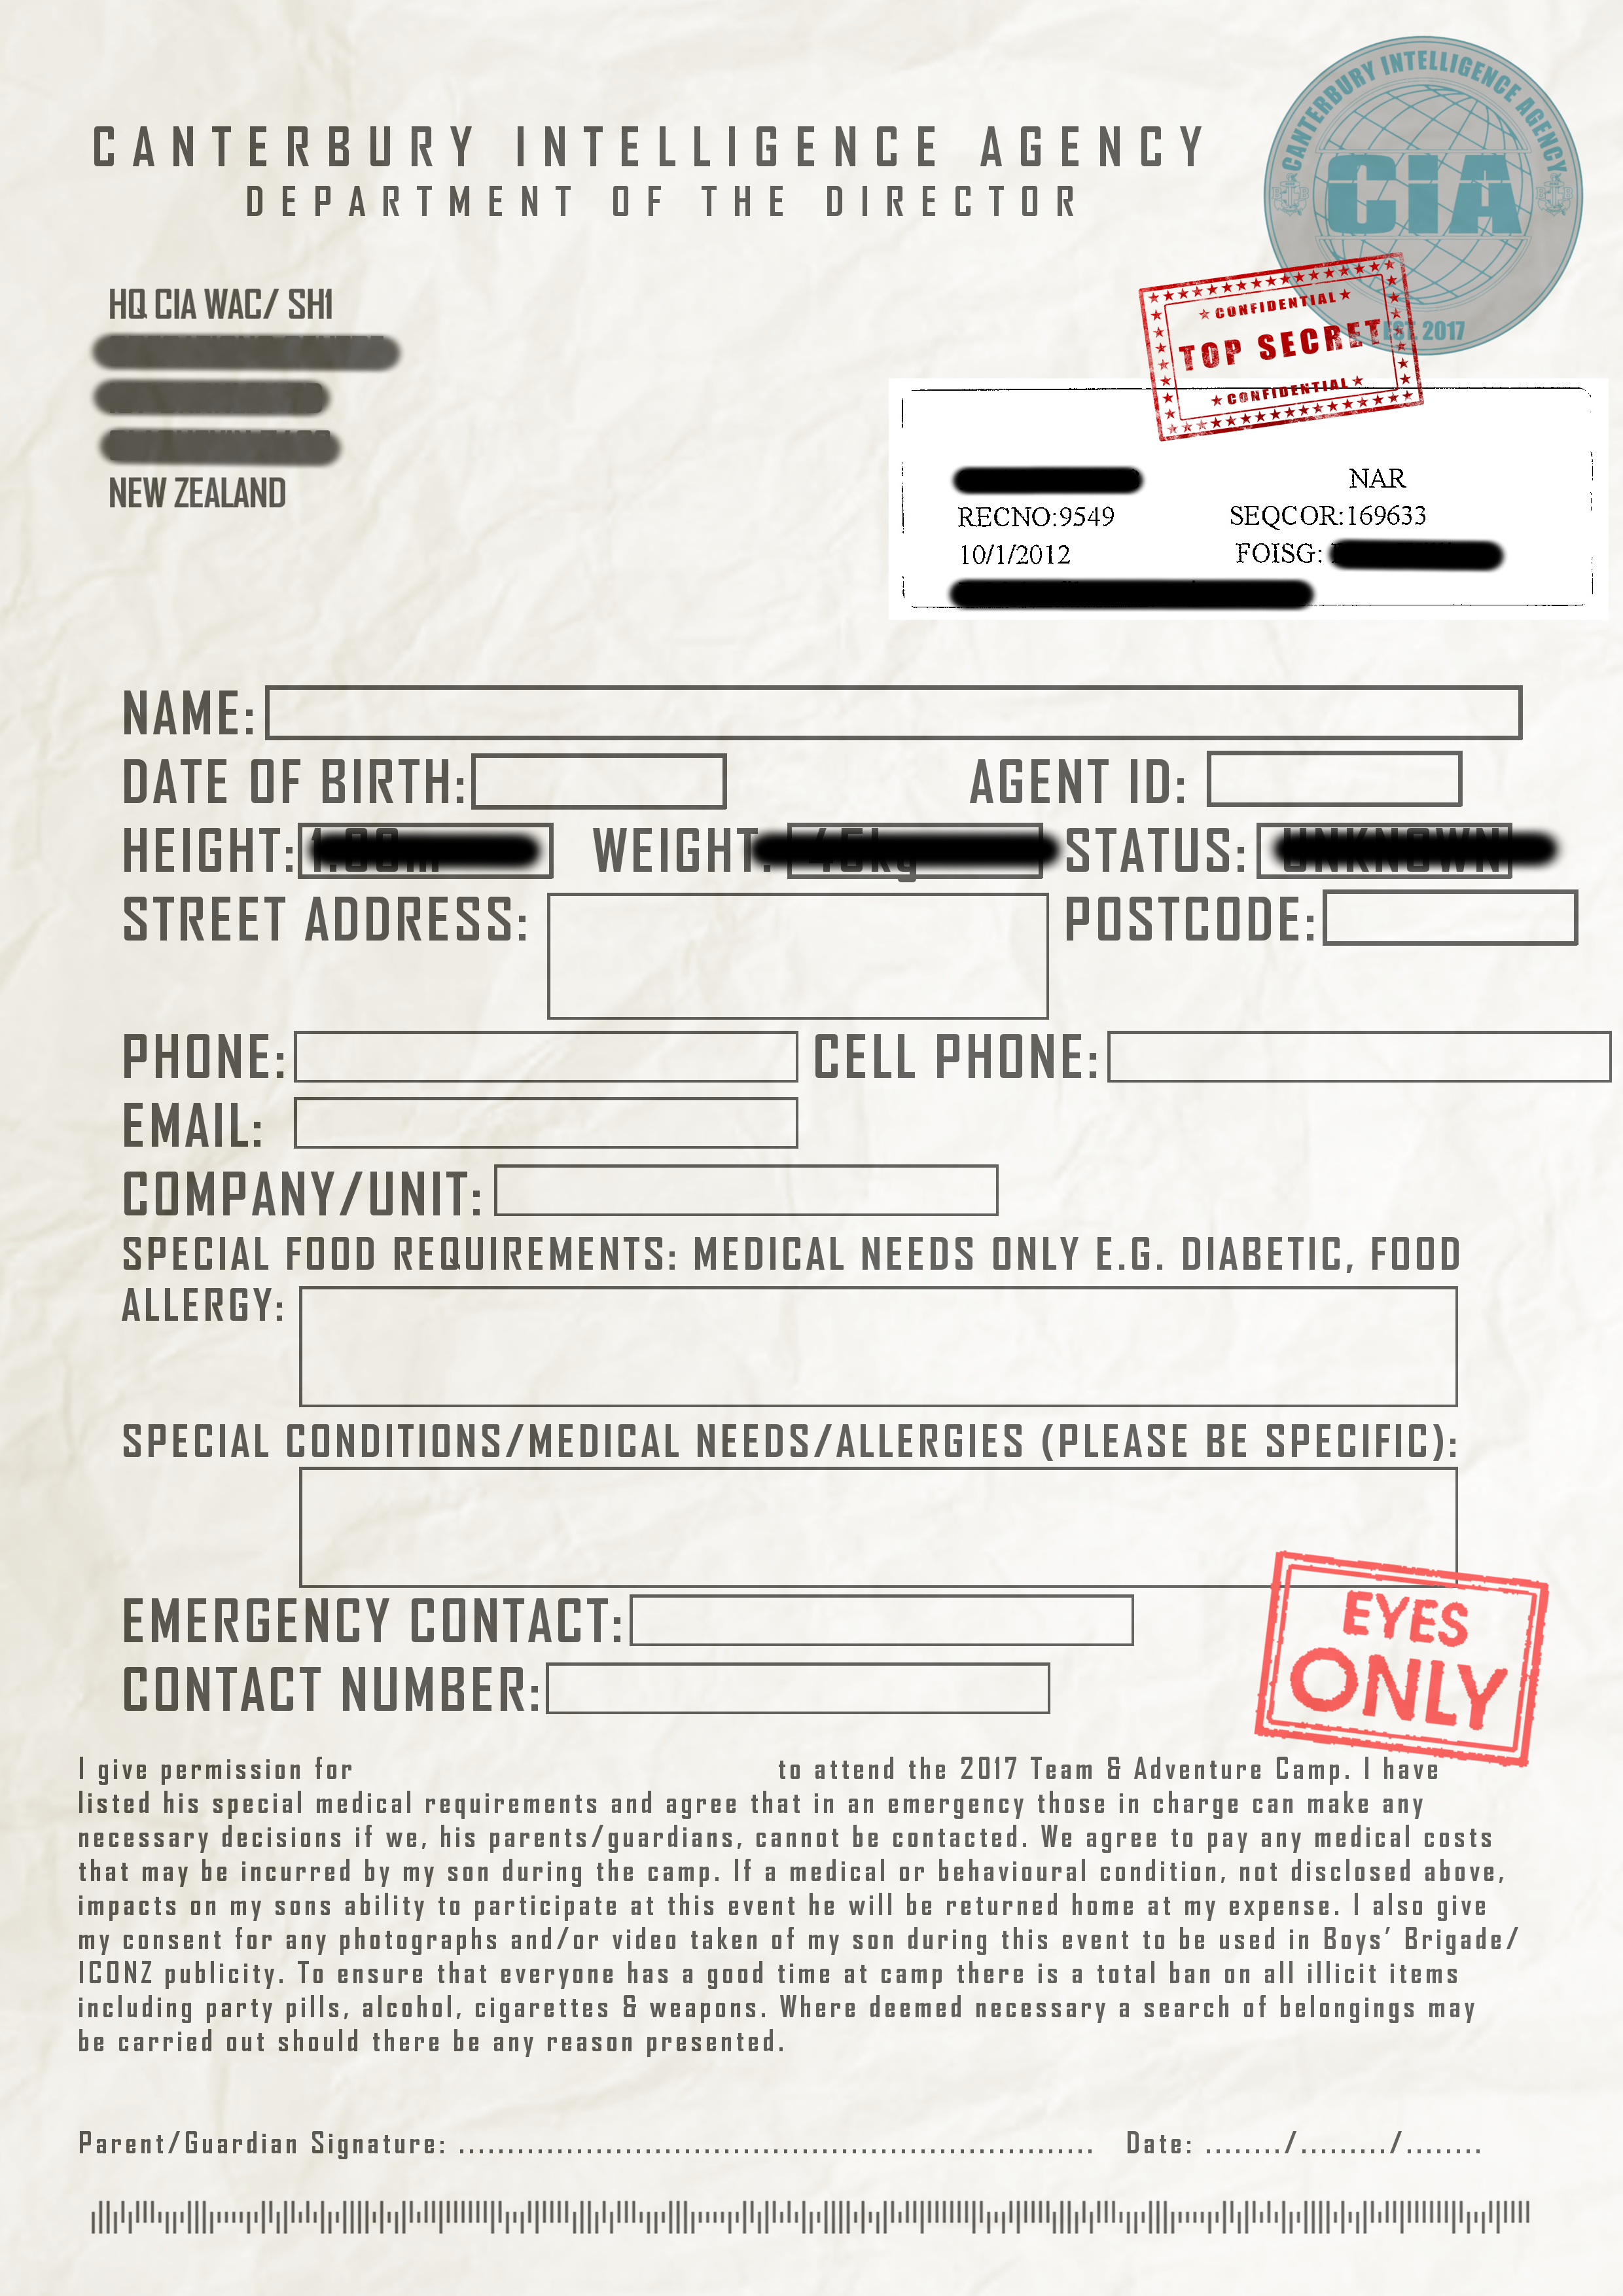 CANTERBURY INTELLIGENCE AGENCY
DEPARTMENT OF THE DIRECTOR
CANTERBURY INTELLIGENCE AGENCY
CIA
EST. 2017
HQ CIA WAC/ SH1
NEW ZEALAND
CONFIDENTIAL
TOP SECRET
CONFIDENTIAL
NAR
RECNO:9549 SEQCOR:169633
10/1/2012 FOISG:
NAME:
DATE OF BIRTH: AGENT ID:
HEIGHT: WEIGHT: STATUS: UNKNOWN
STREET ADDRESS: POSTCODE:
PHONE: CELL PHONE:
EMAIL:
COMPANY/UNIT:
SPECIAL FOOD REQUIREMENTS: MEDICAL NEEDS ONLY E.G. DIABETIC, FOOD
ALLERGY:
SPECIAL CONDITIONS/MEDICAL NEEDS/ALLERGIES (PLEASE BE SPECIFIC):
EMERGENCY CONTACT:
CONTACT NUMBER:
EYES
ONLY
I give permission for to attend the 2017 Team & Adventure Camp. I have
listed his special medical requirements and agree that in an emergency those in charge can make any
necessary decisions if we, his parents/guardians, cannot be contacted. We agree to pay any medical costs
that may be incurred by my son during the camp. If a medical or behavioural condition, not disclosed above,
impacts on my sons ability to participate at this event he will be returned home at my expense. I also give
my consent for any photographs and/or video taken of my son during this event to be used in Boys' Brigade/
ICONZ publicity. To ensure that everyone has a good time at camp there is a total ban on all illicit items
including party pills, alcohol, cigarettes & weapons. Where deemed necessary a search of belongings may
be carried out should there be any reason presented.
Parent/Guardian Signature: ................................................................ Date: ......../........./........